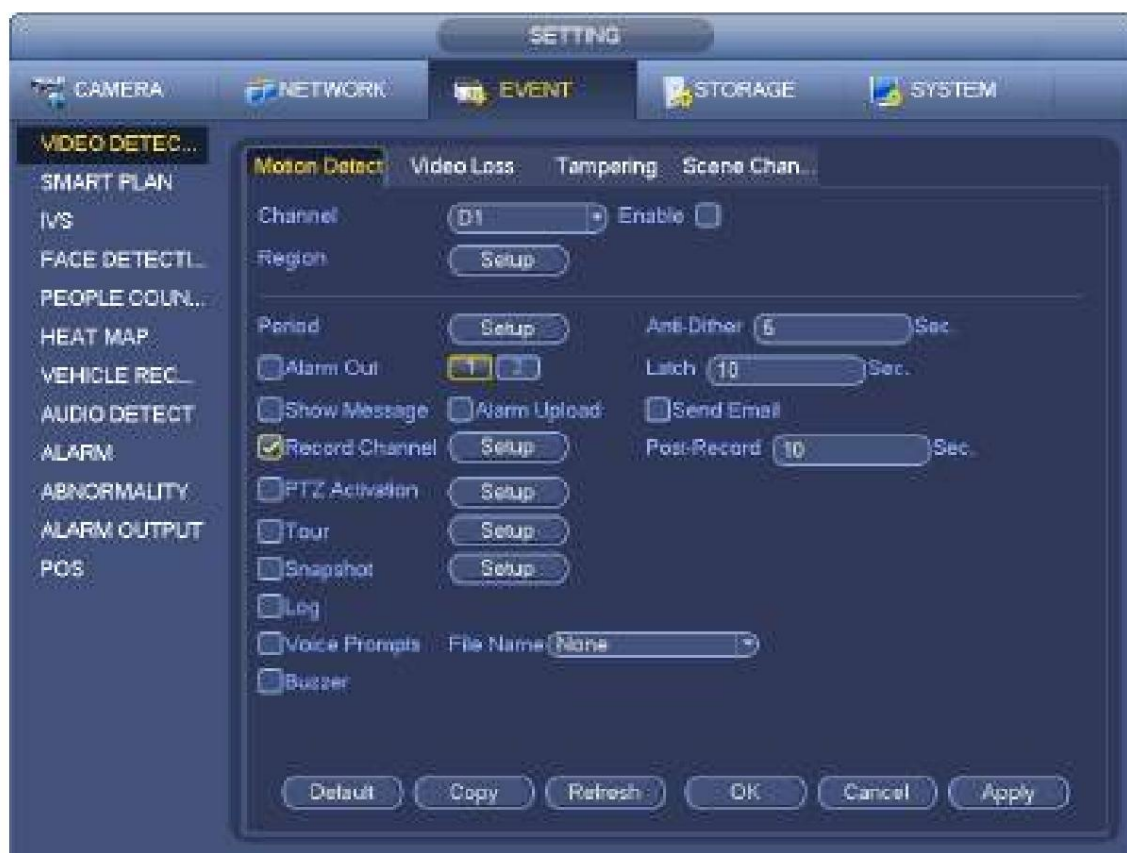 SETTING
CAMERA NETWORK EVENT STORAGE SYSTEM
VIDEO DETEC...
SMART PLAN
IVS
FACE DETECTI...
PEOPLE COUN...
HEAT MAP
VEHICLE REC...
AUDIO DETECT
ALARM
ABNORMALITY
ALARM OUTPUT
POS
Motion Detect Video Loss Tampering Scene Chan...
Channel D1 Enable
Region Setup
Period Setup Anti-Dither 5 Sec.
Alarm Out 1 2 Latch 10 Sec.
Show Message Alarm Upload Send Email
Record Channel Setup Post-Record 10 Sec.
PTZ Activation Setup
Tour Setup
Snapshot Setup
Log
Voice Prompts File Name None
Buzzer
Default Copy Refresh OK Cancel Apply